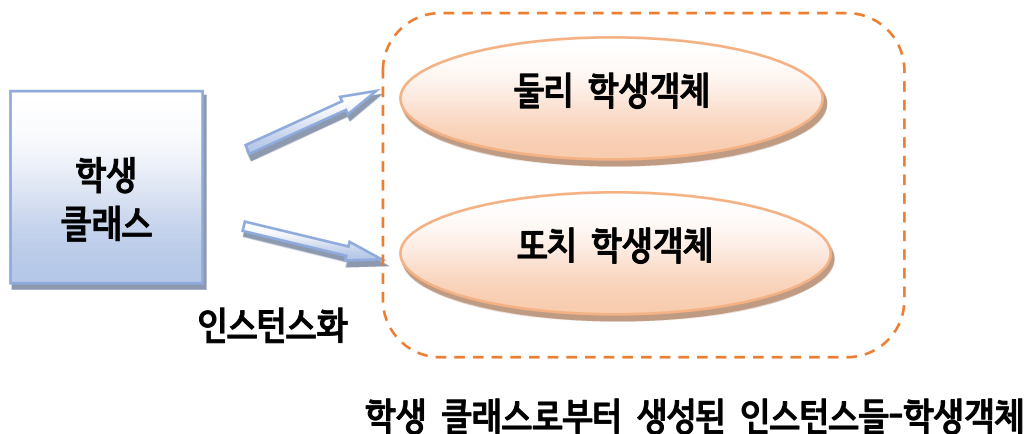 학생
클래스
인스턴스화
둘리 학생객체
또치 학생객체
학생 클래스로부터 생성된 인스턴스들-학생객체